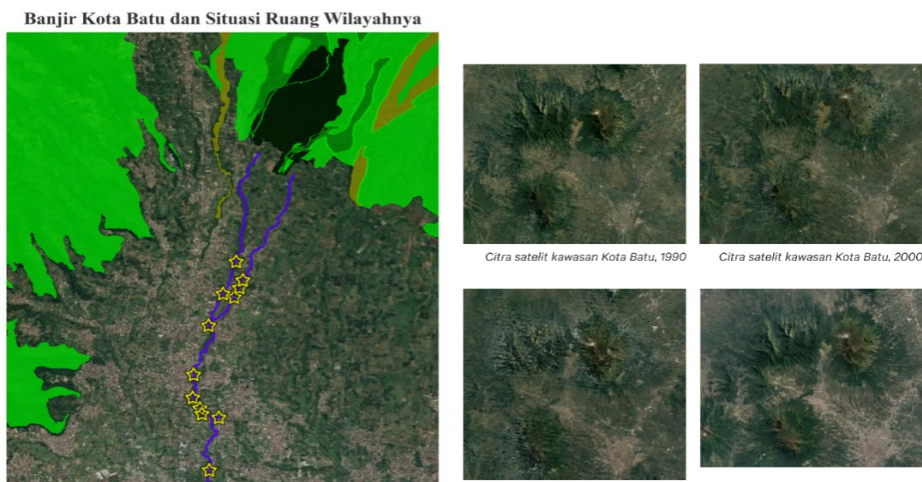 Banjir Kota Batu dan Situasi Ruang Wilayahnya
Citra satelit kawasan Kota Batu, 1990
Citra satelit kawasan Kota Batu, 2000